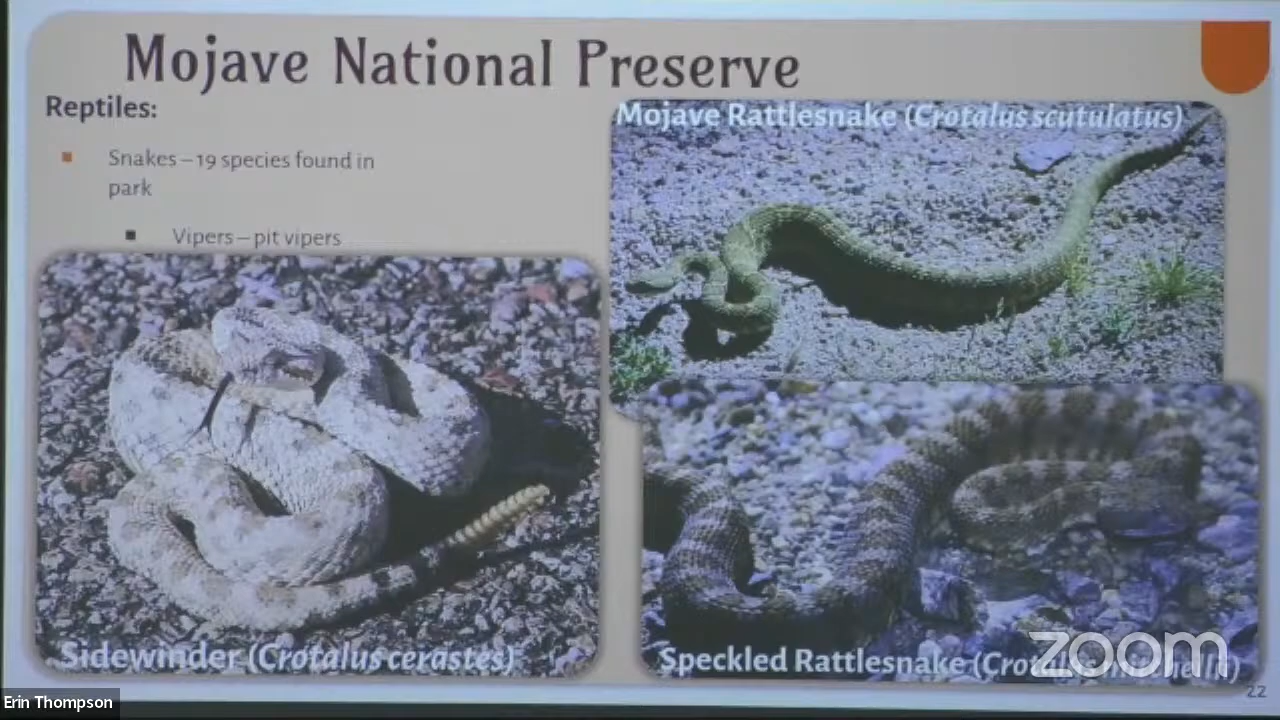 Mojave National Preserve
Reptiles:
Snakes – 19 species found in
park
Vipers – pit vipers
Mojave Rattlesnake (Crotalus scutulatus)
Sidewinder (Crotalus cerastes)
Speckled Rattlesnake (Crotalus mitchellii)
zoom
22
Erin Thompson